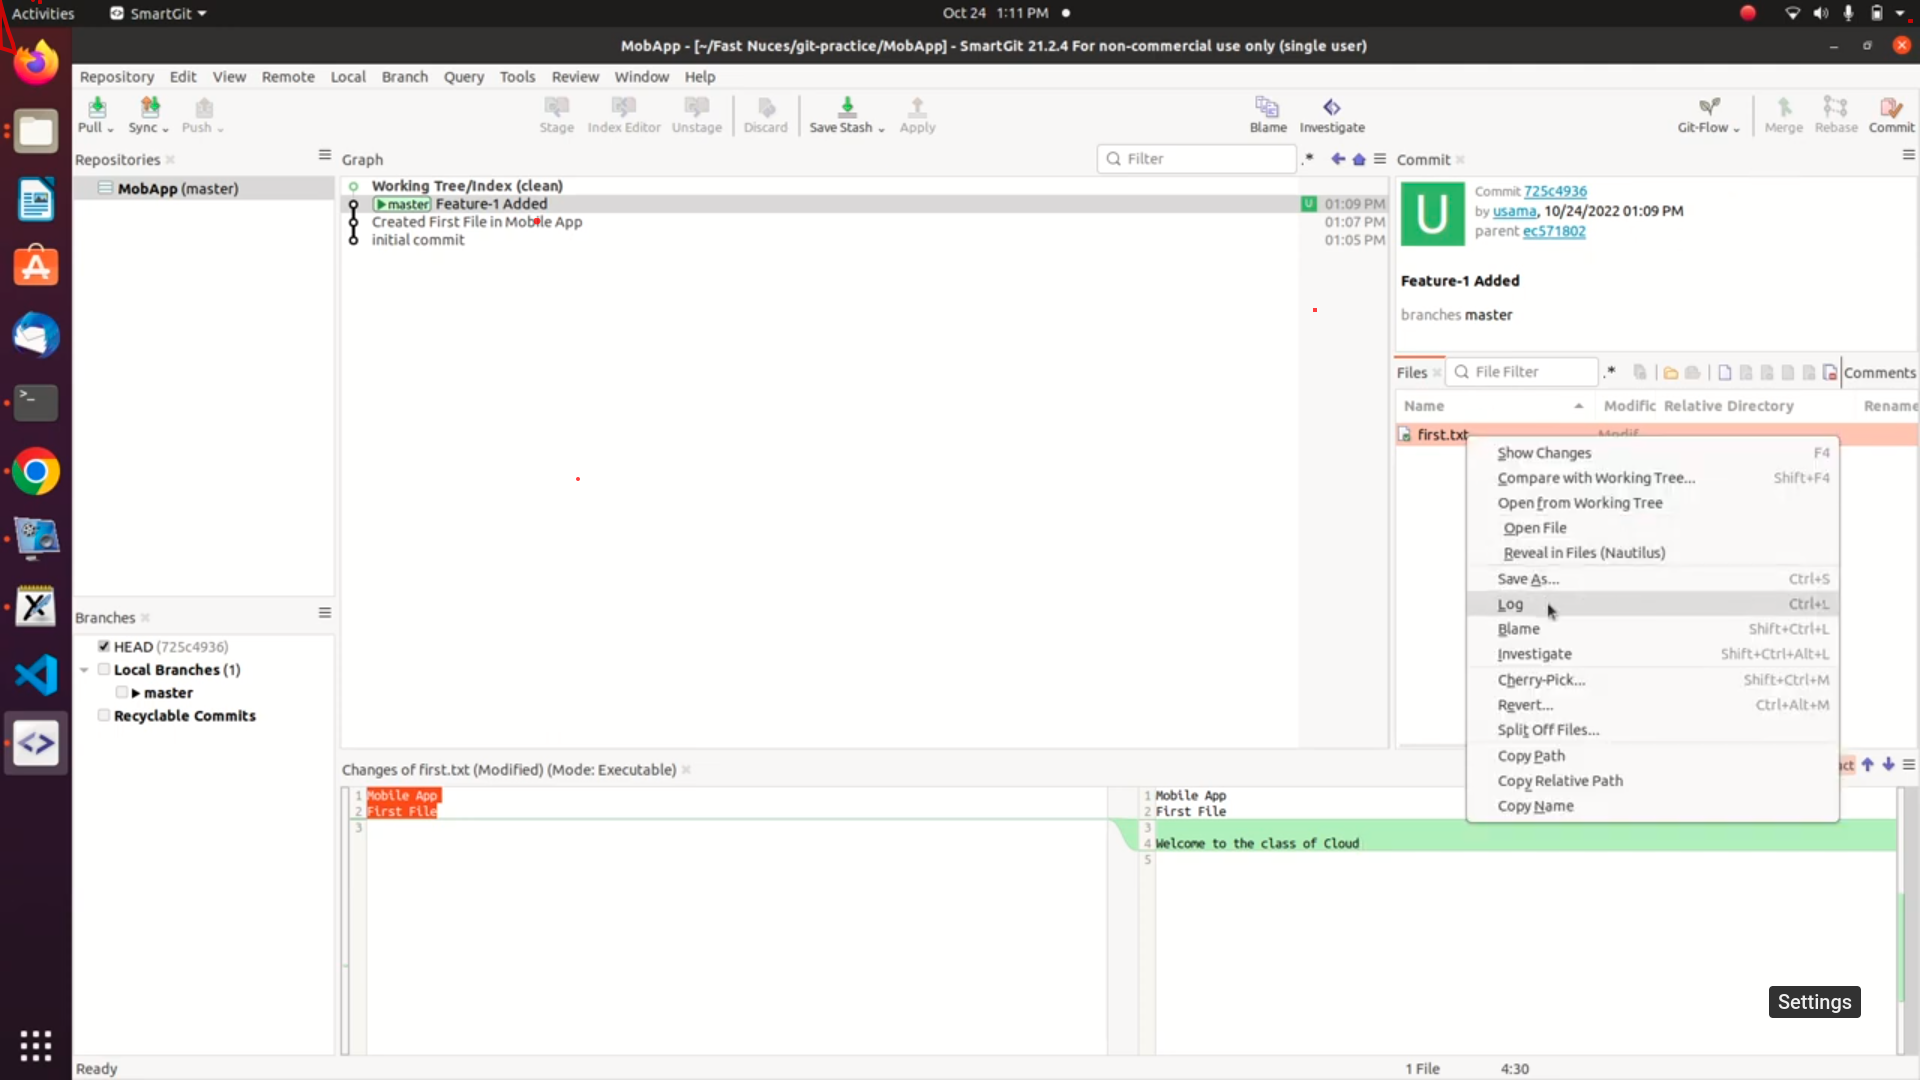 Activities
SmartGit
Oct 24 1:11 PM
MobApp - [~/Fast Nuces/git-practice/MobApp] - SmartGit 21.2.4 For non-commercial use only (single user)
Repository Edit View Remote Local Branch Query Tools Review Window Help
Pull Sync Push Stage Index Editor Unstage Discard Save Stash Apply Blame Investigate Git-Flow Merge Rebase Commit
Repositories
MobApp (master)
Graph
Filter
.*
Working Tree/Index (clean)
master Feature-1 Added U 01:09 PM
Created First File in Mobile App 01:07 PM
initial commit 01:05 PM
Commit
U
Commit 725c4936
by usama, 10/24/2022 01:09 PM
parent ec571802
Feature-1 Added
branches master
Files
File Filter
.*
Comments
Name Modific Relative Directory Rename
first.txt Modif
Show Changes F4
Compare with Working Tree... Shift+F4
Open from Working Tree
Open File
Reveal in Files (Nautilus)
Save As... Ctrl+S
Log Ctrl+L
Blame Shift+Ctrl+L
Investigate Shift+Ctrl+Alt+L
Cherry-Pick... Shift+Ctrl+M
Revert... Ctrl+Alt+M
Split Off Files...
Copy Path
Copy Relative Path
Copy Name
Branches
HEAD (725c4936)
Local Branches (1)
master
Recyclable Commits
Changes of first.txt (Modified) (Mode: Executable)
act
1 Mobile App
2 First File
3
1 Mobile App
2 First File
3
4 Welcome to the class of Cloud
5
Settings
Ready
1 File
4:30